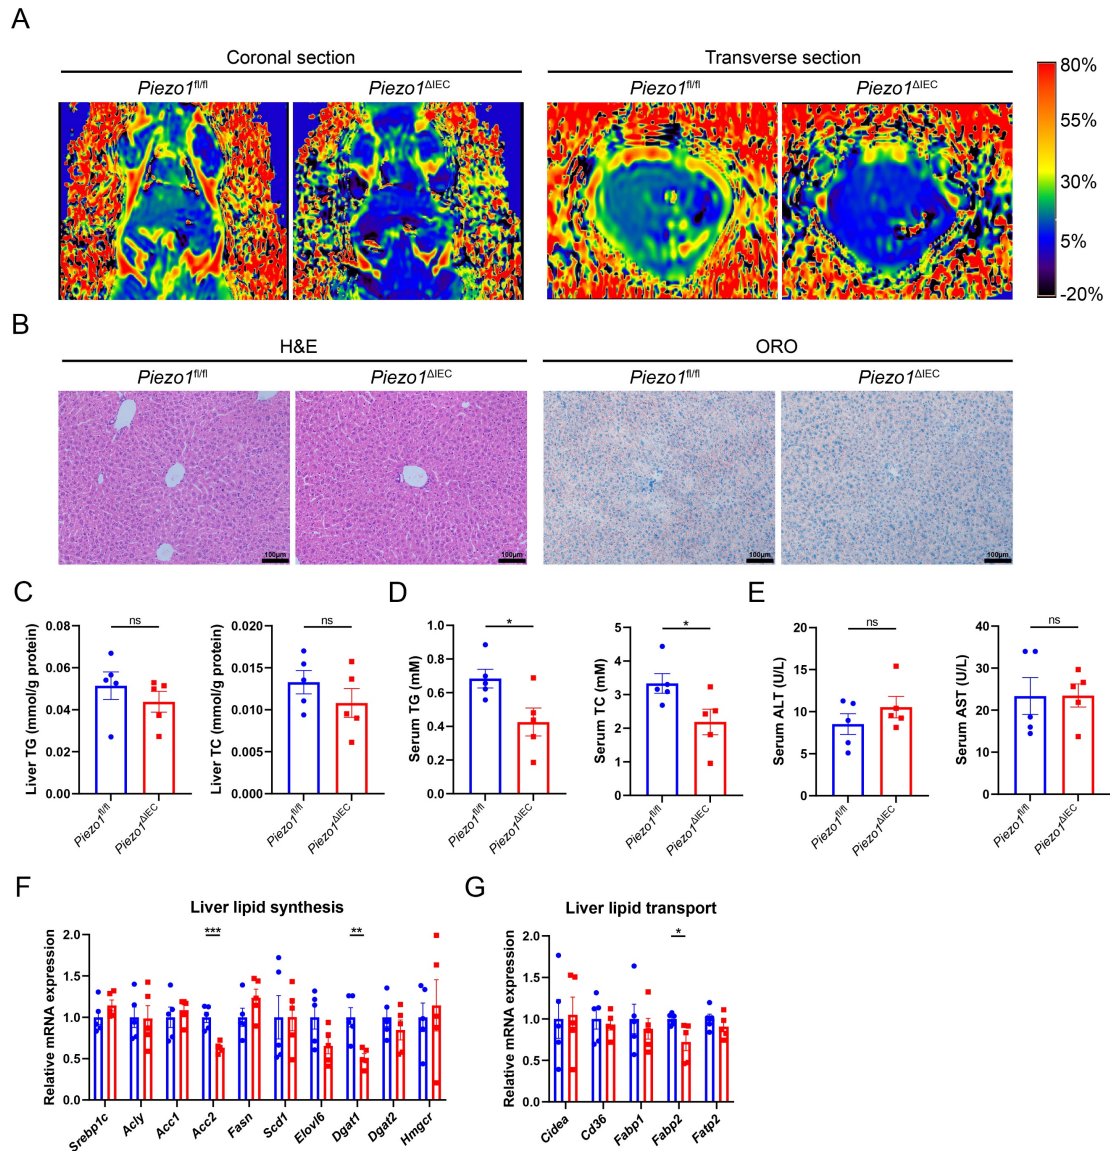 A
Coronal section
Transverse section
Piezo1fl/fl
Piezo1ΔIEC
Piezo1fl/fl
Piezo1ΔIEC
80%
55%
30%
5%
-20%
B
H&E
ORO
Piezo1fl/fl
Piezo1ΔIEC
Piezo1fl/fl
Piezo1ΔIEC
100μm
100μm
100μm
100μm
C
Liver TG (mmol/g protein)
0.08
0.06
0.04
0.02
0.00
ns
Piezo1fl/fl
Piezo1ΔIEC
Liver TC (mmol/g protein)
0.020
0.015
0.010
0.005
0.000
ns
Piezo1fl/fl
Piezo1ΔIEC
D
Serum TG (mM)
1.0
0.8
0.6
0.4
0.2
0.0
*
Piezo1fl/fl
Piezo1ΔIEC
Serum TC (mM)
5
4
3
2
1
0
*
Piezo1fl/fl
Piezo1ΔIEC
E
Serum ALT (U/L)
20
15
10
5
0
ns
Piezo1fl/fl
Piezo1ΔIEC
Serum AST (U/L)
40
30
20
10
0
ns
Piezo1fl/fl
Piezo1ΔIEC
F
Liver lipid synthesis
Relative mRNA expression
2.0
1.5
1.0
0.5
0.0
***
**
Srebp1c
Acly
Acc1
Acc2
Fasn
Scd1
Elovl6
Dgat1
Dgat2
Hmgcr
G
Liver lipid transport
Relative mRNA expression
2.0
1.5
1.0
0.5
0.0
*
Cidea
Cd36
Fabp1
Fabp2
Fatp2